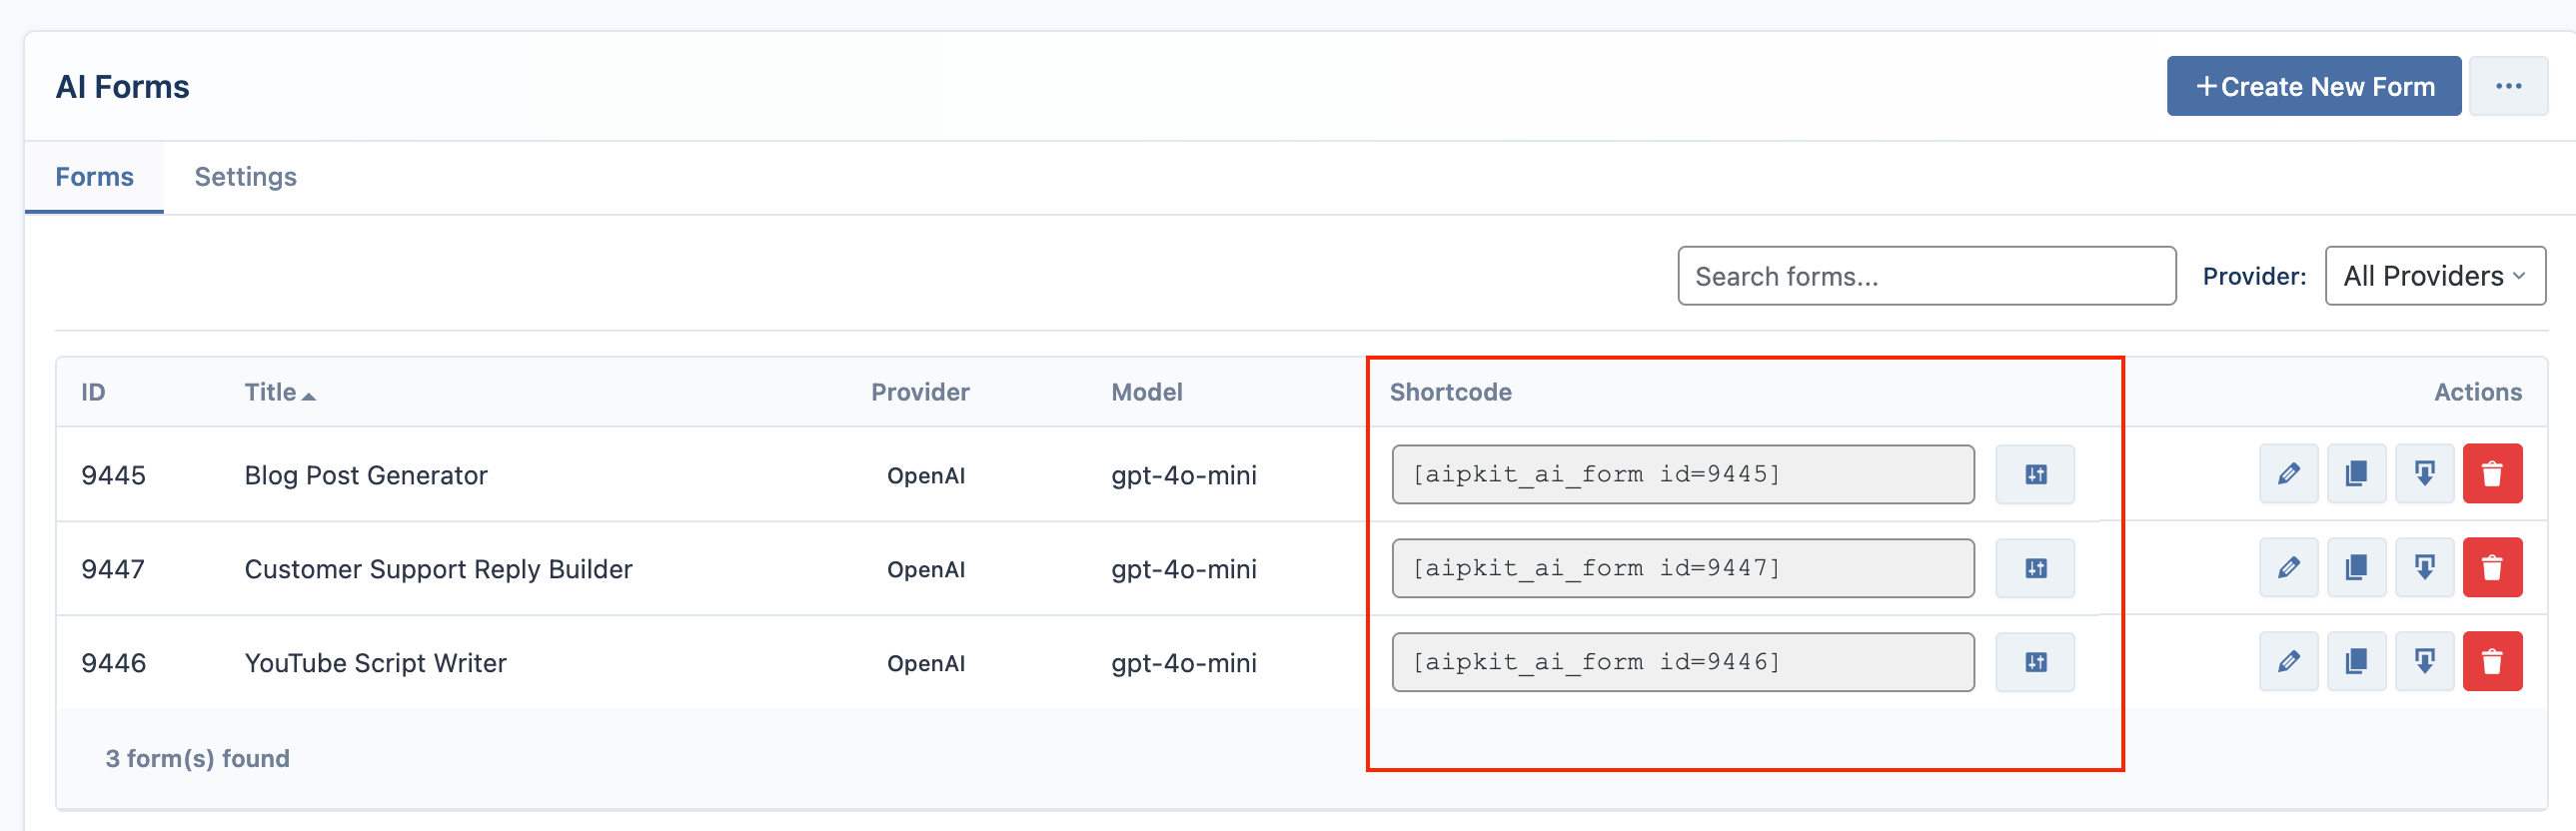 AI Forms
+Create New Form
...
Forms Settings
Search forms... Provider: All Providers
ID Title Provider Model Shortcode Actions
9445 Blog Post Generator OpenAI gpt-4o-mini [aipkit_ai_form id=9445]
9447 Customer Support Reply Builder OpenAI gpt-4o-mini [aipkit_ai_form id=9447]
9446 YouTube Script Writer OpenAI gpt-4o-mini [aipkit_ai_form id=9446]
3 form(s) found